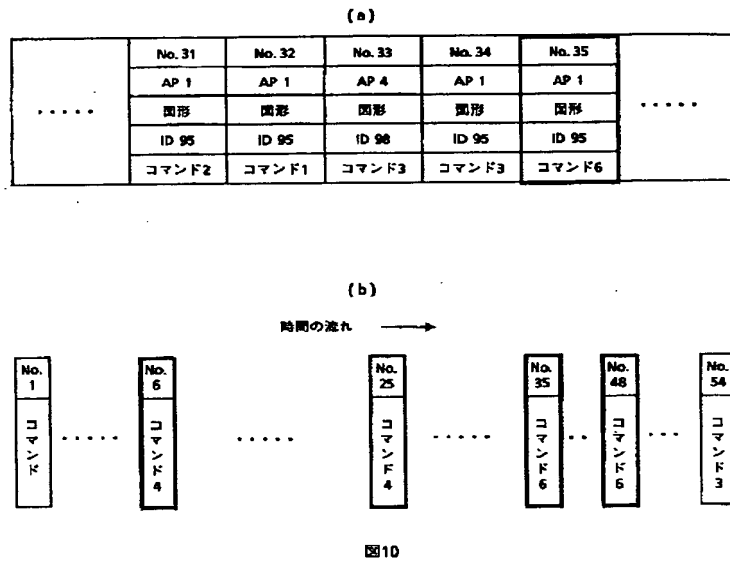 (a)
No. 31 No. 32 No. 33 No. 34 No. 35
AP 1 AP 1 AP 4 AP 1 AP 1
..... 図形 図形 図形 図形 図形 .....
ID 95 ID 95 ID 98 ID 95 ID 95
コマンド2 コマンド1 コマンド3 コマンド3 コマンド6
(b)
時間の流れ
No. 1 No. 6 No. 25 No. 35 No. 48 No. 54
コマンド ..... コマンド4 ..... コマンド4 ..... コマンド6 .. コマンド6 ... コマンド3
図10